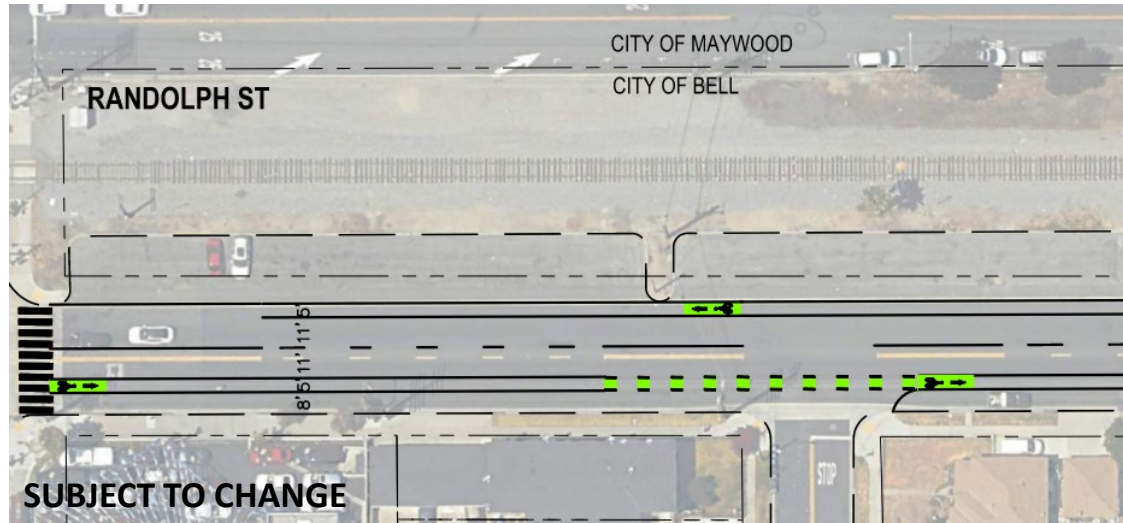 CITY OF MAYWOOD
CITY OF BELL
RANDOLPH ST
8' 5' 11' 11' 5'
STOP
SUBJECT TO CHANGE